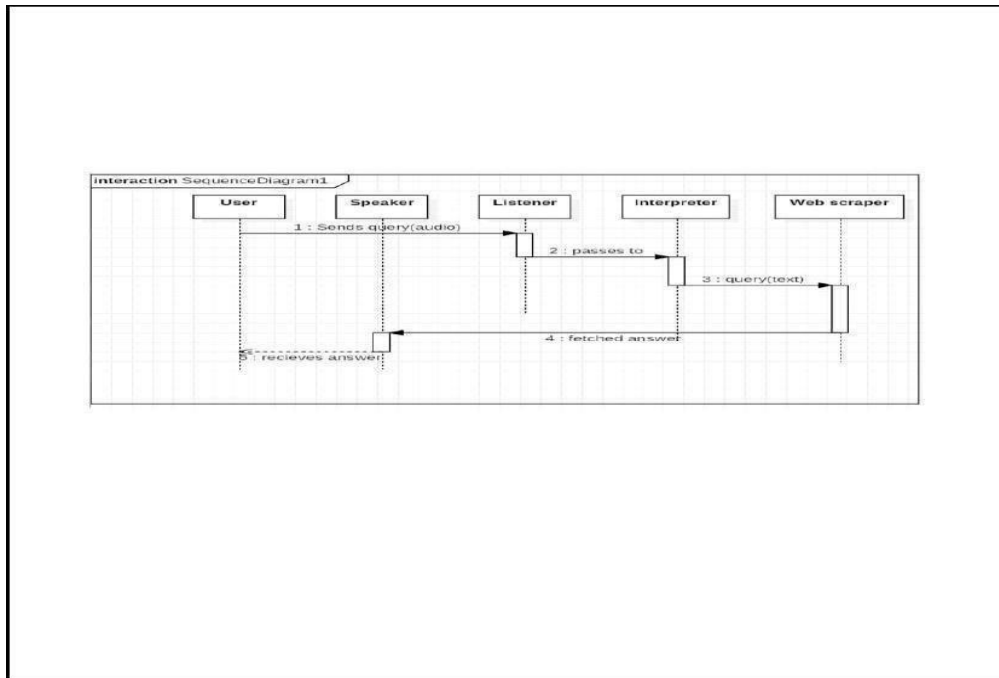 interaction SequenceDiagram1
User Speaker Listener Interpreter Web scraper
1 : Sends query(audio)
2 : passes to
3 : query(text)
4 : fetched answer
5 : recieves answer